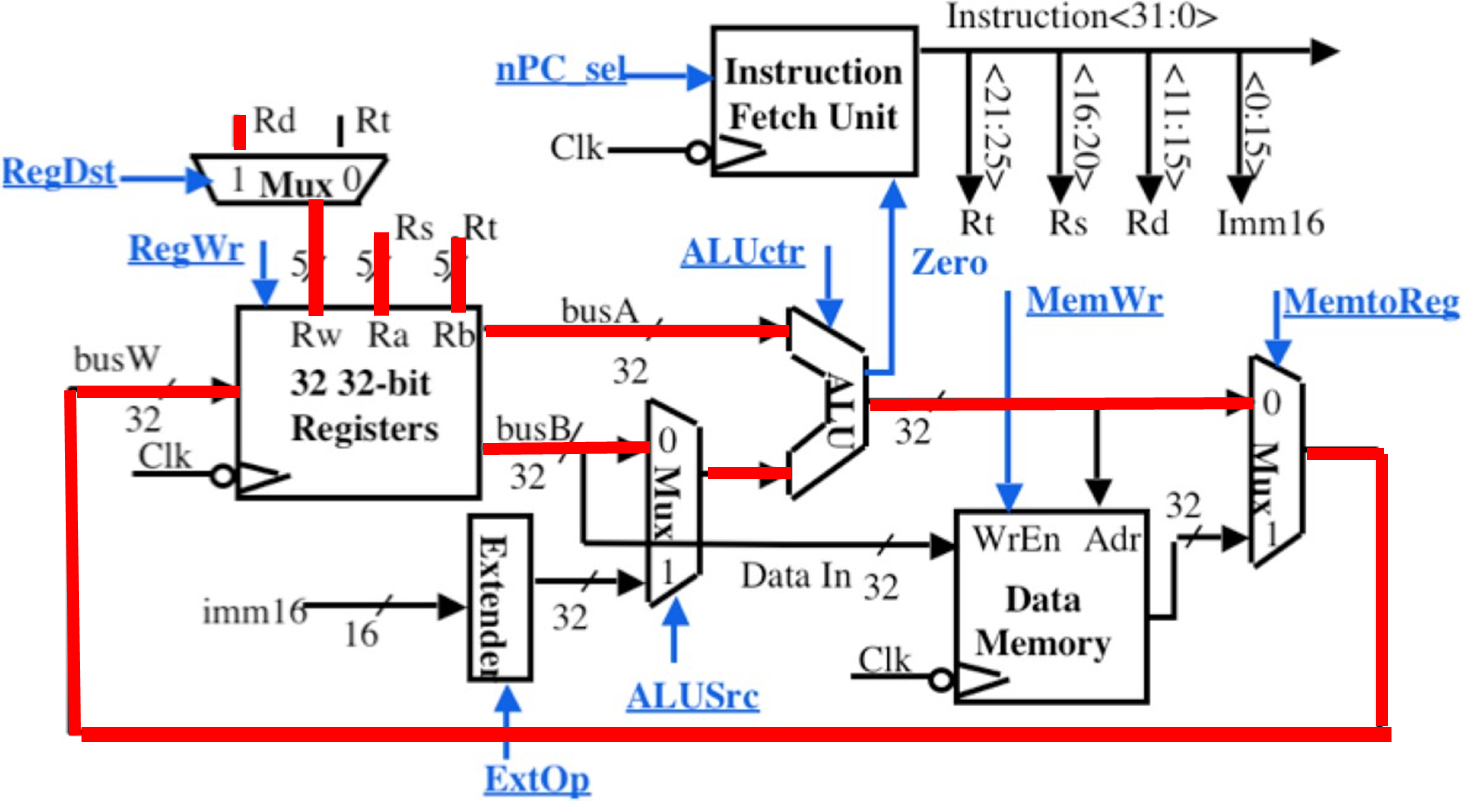 Instruction<31:0>
nPC_sel
Instruction
Fetch Unit
Clk
<21:25>
<16:20>
<11:15>
<0:15>
Rt
Rs
Rd
Imm16
Rd
Rt
RegDst
1 Mux 0
RegWr
5
5
5
Rs
Rt
Rw Ra Rb
32 32-bit
Registers
busW
32
Clk
busA
32
busB
32
ALUctr
Zero
ALU
32
MemWr
MemtoReg
0
Mux
1
0
Mux
1
imm16
16
Extender
32
Data In
32
WrEn Adr
Data
Memory
Clk
32
ALUSrc
ExtOp